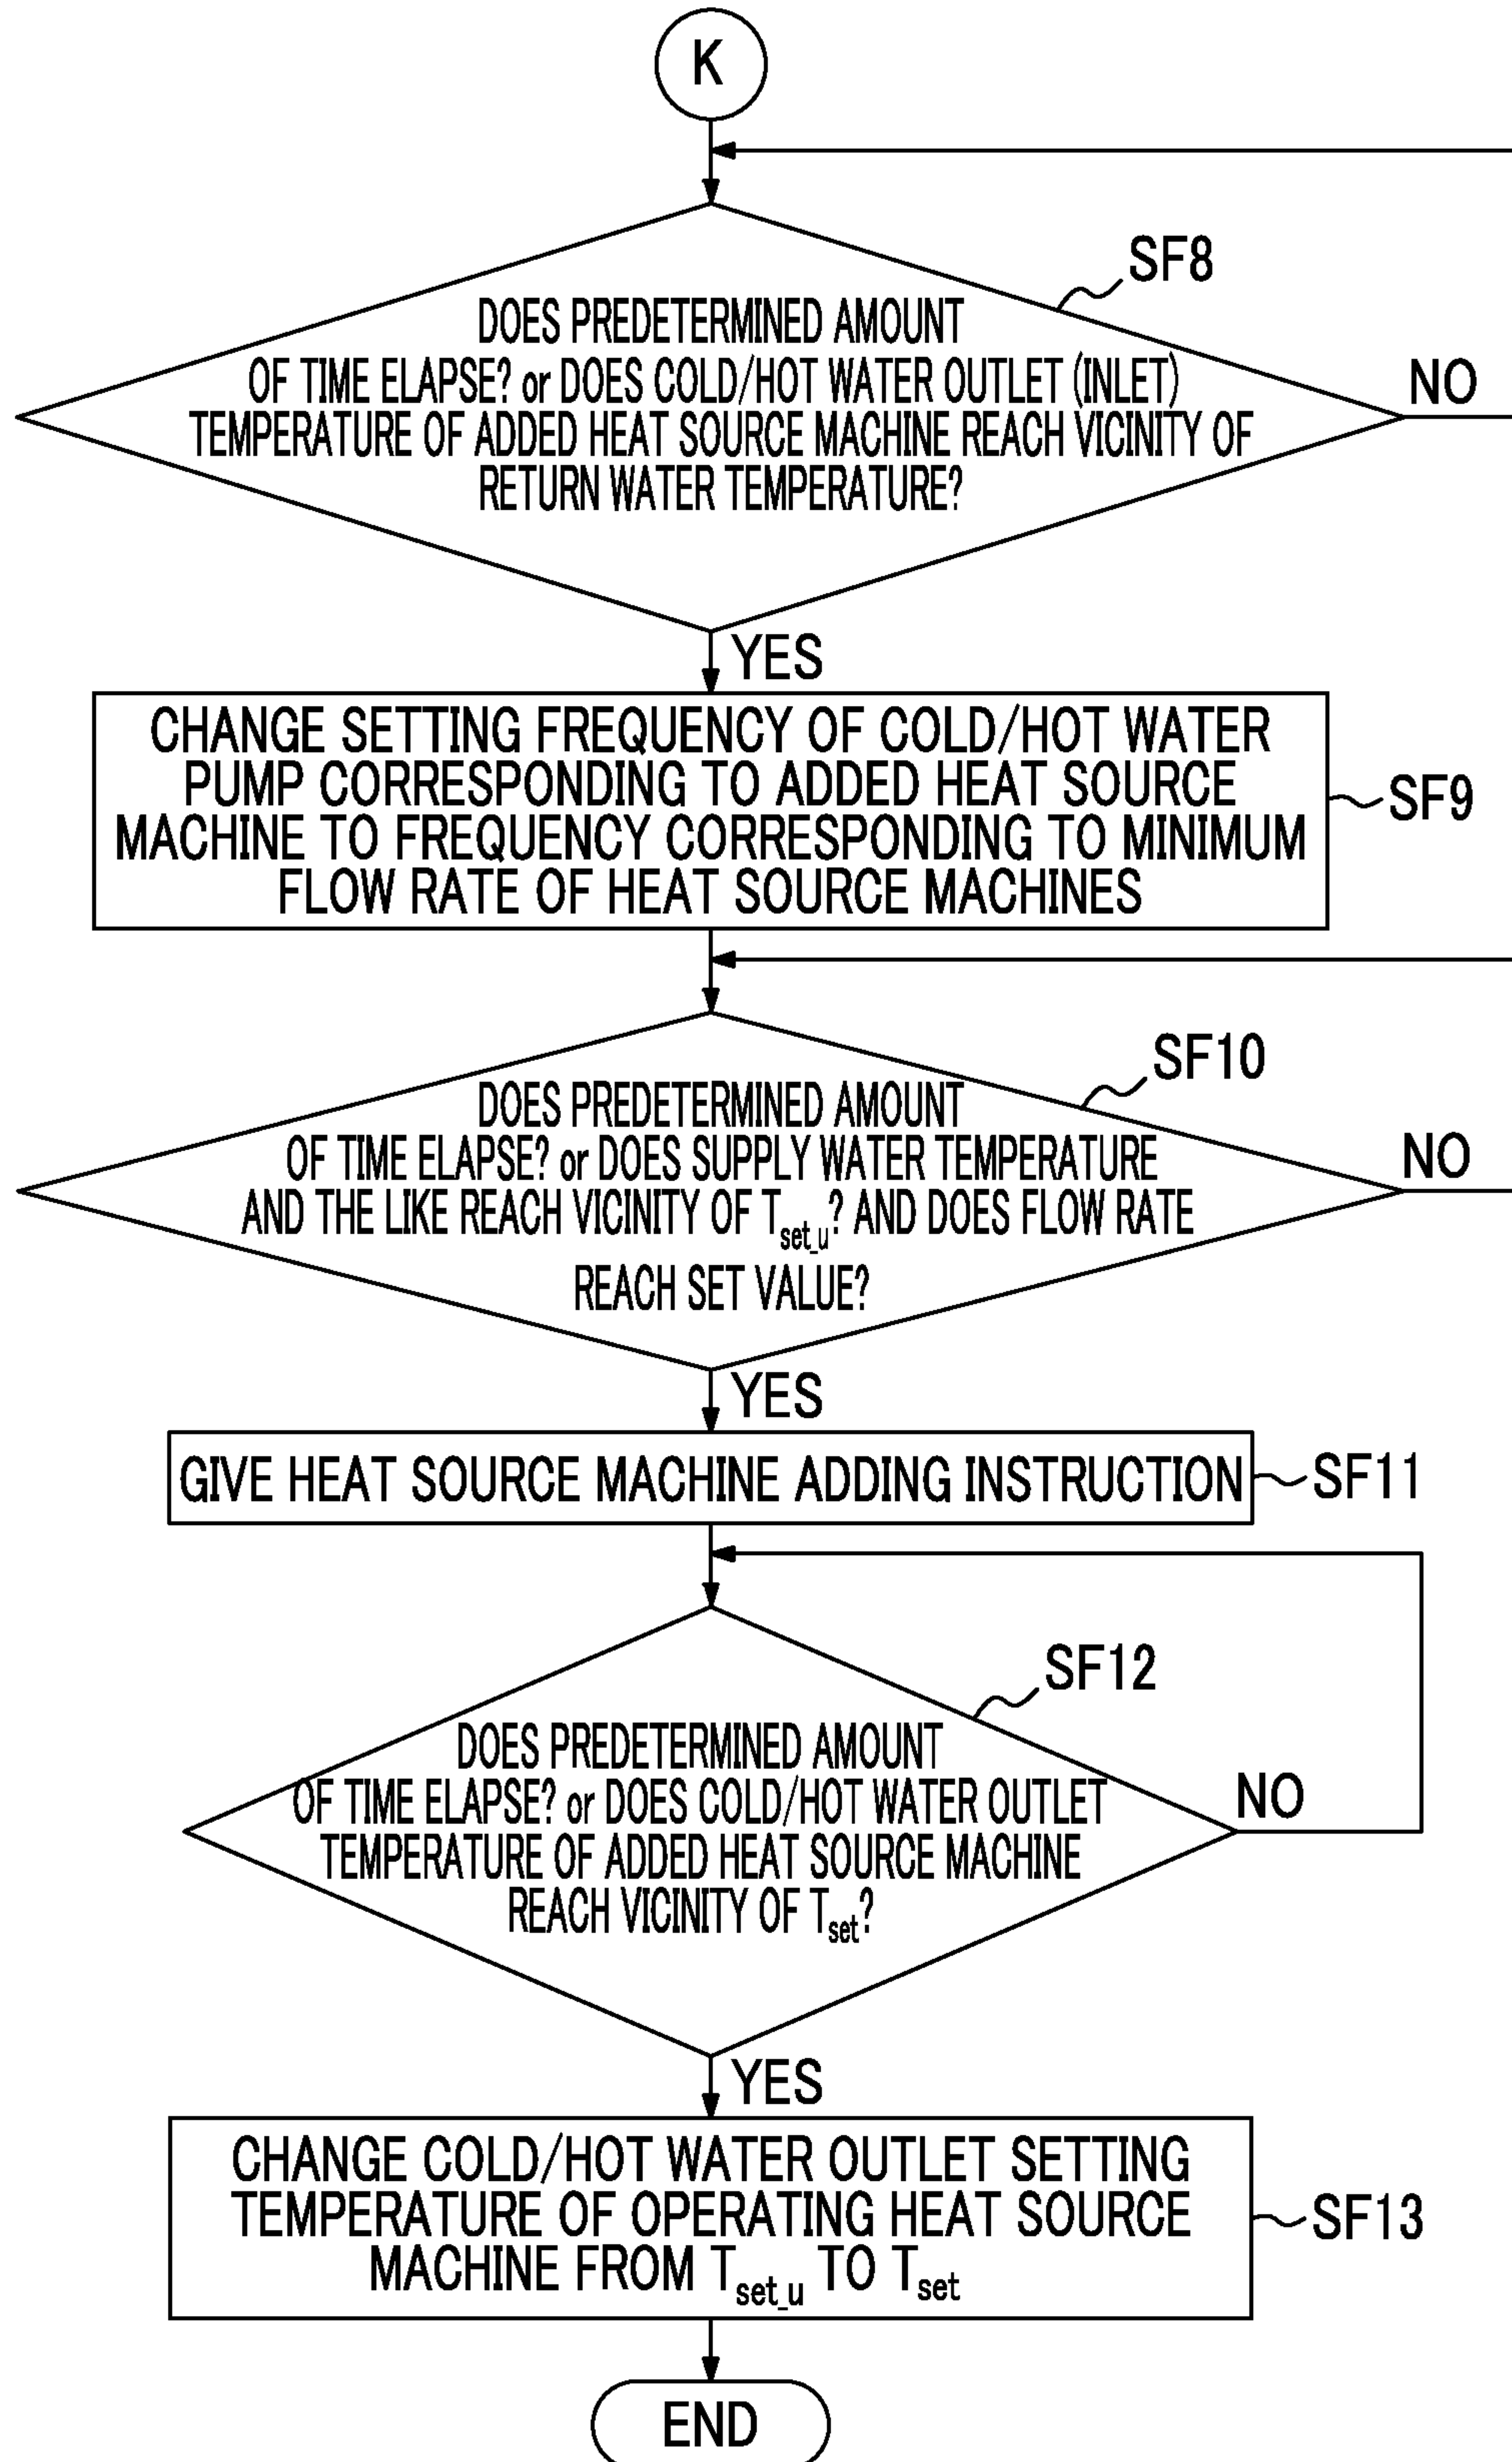 K
SF8
DOES PREDETERMINED AMOUNT
OF TIME ELAPSE? or DOES COLD/HOT WATER OUTLET (INLET)
TEMPERATURE OF ADDED HEAT SOURCE MACHINE REACH VICINITY OF
RETURN WATER TEMPERATURE?
NO
YES
CHANGE SETTING FREQUENCY OF COLD/HOT WATER
PUMP CORRESPONDING TO ADDED HEAT SOURCE
MACHINE TO FREQUENCY CORRESPONDING TO MINIMUM
FLOW RATE OF HEAT SOURCE MACHINES
SF9
SF10
DOES PREDETERMINED AMOUNT
OF TIME ELAPSE? or DOES SUPPLY WATER TEMPERATURE
AND THE LIKE REACH VICINITY OF Tset_u? AND DOES FLOW RATE
REACH SET VALUE?
NO
YES
GIVE HEAT SOURCE MACHINE ADDING INSTRUCTION
SF11
SF12
DOES PREDETERMINED AMOUNT
OF TIME ELAPSE? or DOES COLD/HOT WATER OUTLET
TEMPERATURE OF ADDED HEAT SOURCE MACHINE
REACH VICINITY OF Tset?
NO
YES
CHANGE COLD/HOT WATER OUTLET SETTING
TEMPERATURE OF OPERATING HEAT SOURCE
MACHINE FROM Tset_u TO Tset
SF13
END